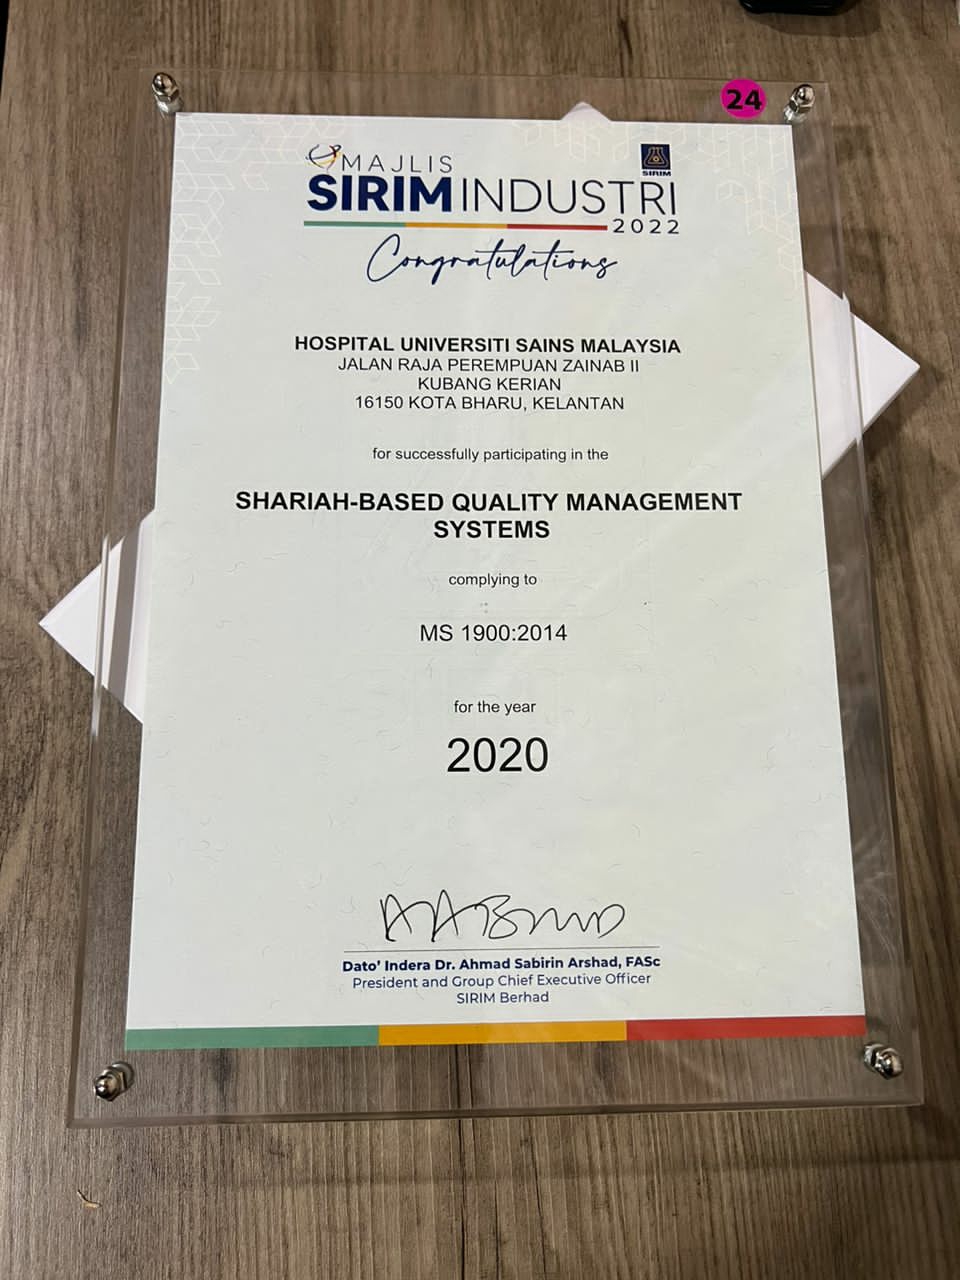 24
MAJLIS
SIRIM
SIRIM INDUSTRI
2022
Congratulations
HOSPITAL UNIVERSITI SAINS MALAYSIA
JALAN RAJA PEREMPUAN ZAINAB II
KUBANG KERIAN
16150 KOTA BHARU, KELANTAN
for successfully participating in the
SHARIAH-BASED QUALITY MANAGEMENT
SYSTEMS
complying to
MS 1900:2014
for the year
2020
Dato' Indera Dr. Ahmad Sabirin Arshad, FASc
President and Group Chief Executive Officer
SIRIM Berhad